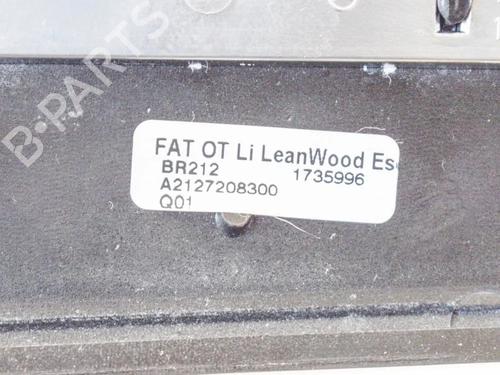 B-PARTS
FAT OT Li LeanWood Es
BR212 1735996
A2127208300
Q01